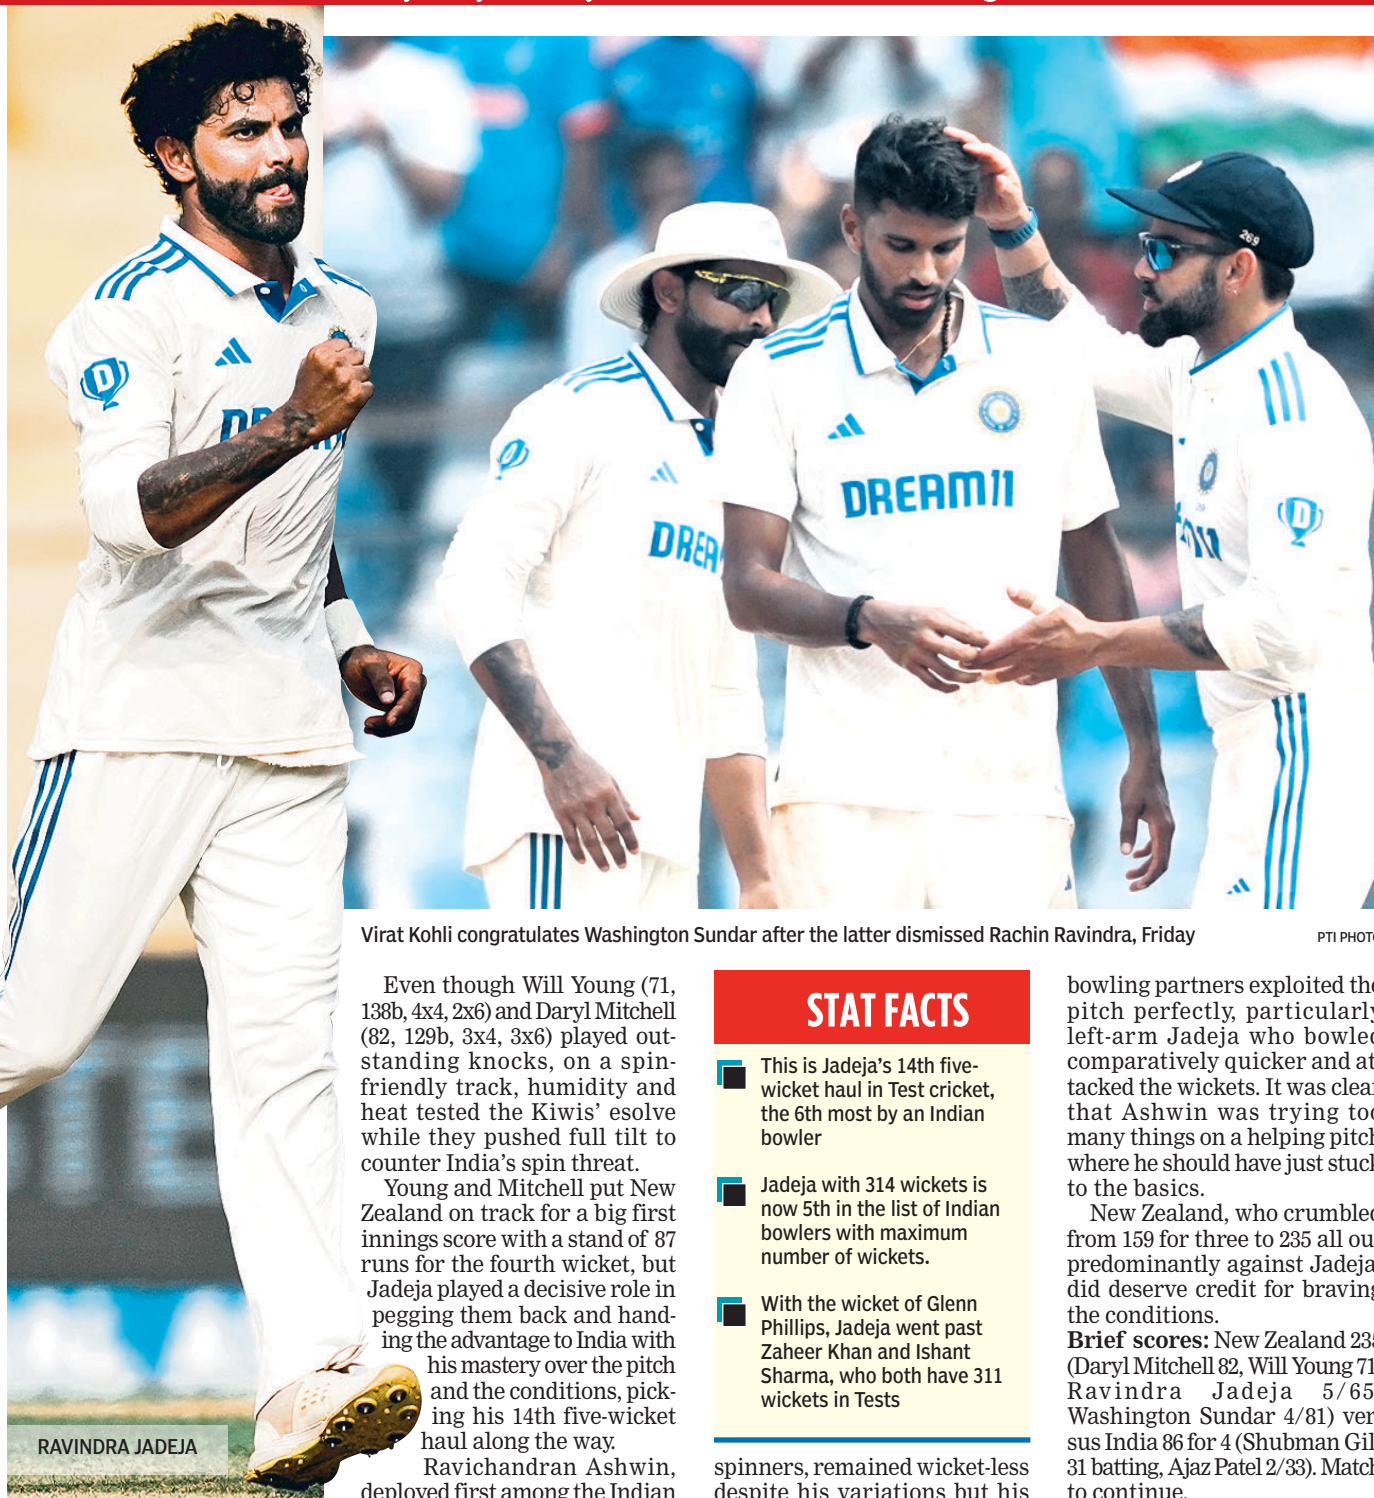 269
D
DREAM11
DREAM11
D
RAVINDRA JADEJA
Virat Kohli congratulates Washington Sundar after the latter dismissed Rachin Ravindra, Friday
PTI PHOTO
Even though Will Young (71,
138b, 4x4, 2x6) and Daryl Mitchell
(82, 129b, 3x4, 3x6) played out-
standing knocks, on a spin-
friendly track, humidity and
heat tested the Kiwis’ esolve
while they pushed full tilt to
counter India’s spin threat.
Young and Mitchell put New
Zealand on track for a big first
innings score with a stand of 87
runs for the fourth wicket, but
Jadeja played a decisive role in
pegging them back and hand-
ing the advantage to India with
his mastery over the pitch
and the conditions, pick-
ing his 14th five-wicket
haul along the way.
Ravichandran Ashwin,
deployed first among the Indian
STAT FACTS
This is Jadeja’s 14th five-
wicket haul in Test cricket,
the 6th most by an Indian
bowler
Jadeja with 314 wickets is
now 5th in the list of Indian
bowlers with maximum
number of wickets.
With the wicket of Glenn
Phillips, Jadeja went past
Zaheer Khan and Ishant
Sharma, who both have 311
wickets in Tests
spinners, remained wicket-less
despite his variations but his
bowling partners exploited the
pitch perfectly, particularly
left-arm Jadeja who bowled
comparatively quicker and at-
tacked the wickets. It was clear
that Ashwin was trying too
many things on a helping pitch
where he should have just stuck
to the basics.
New Zealand, who crumbled
from 159 for three to 235 all out
predominantly against Jadeja,
did deserve credit for braving
the conditions.
Brief scores: New Zealand 235
(Daryl Mitchell 82, Will Young 71,
Ravindra Jadeja 5/65,
Washington Sundar 4/81) ver-
sus India 86 for 4 (Shubman Gill
31 batting, Ajaz Patel 2/33). Match
to continue.